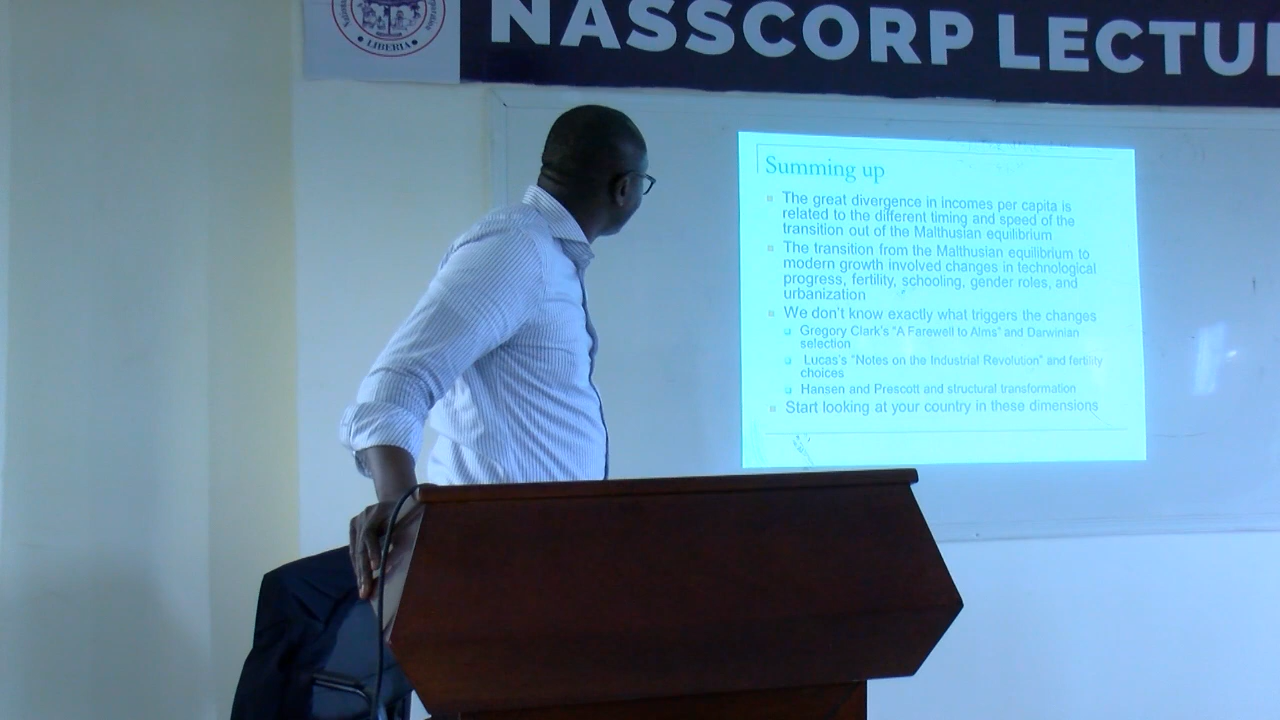 LIBERIA
NASSCORP LECTU
Summing up
The great divergence in incomes per capita is
related to the different timing and speed of the
transition out of the Malthusian equilibrium
The transition from the Malthusian equilibrium to
modern growth involved changes in technological
progress, fertility, schooling, gender roles, and
urbanization
We don't know exactly what triggers the changes
Gregory Clark's "A Farewell to Alms" and Darwinian
selection
Lucas's "Notes on the Industrial Revolution" and fertility
choices
Hansen and Prescott and structural transformation
Start looking at your country in these dimensions